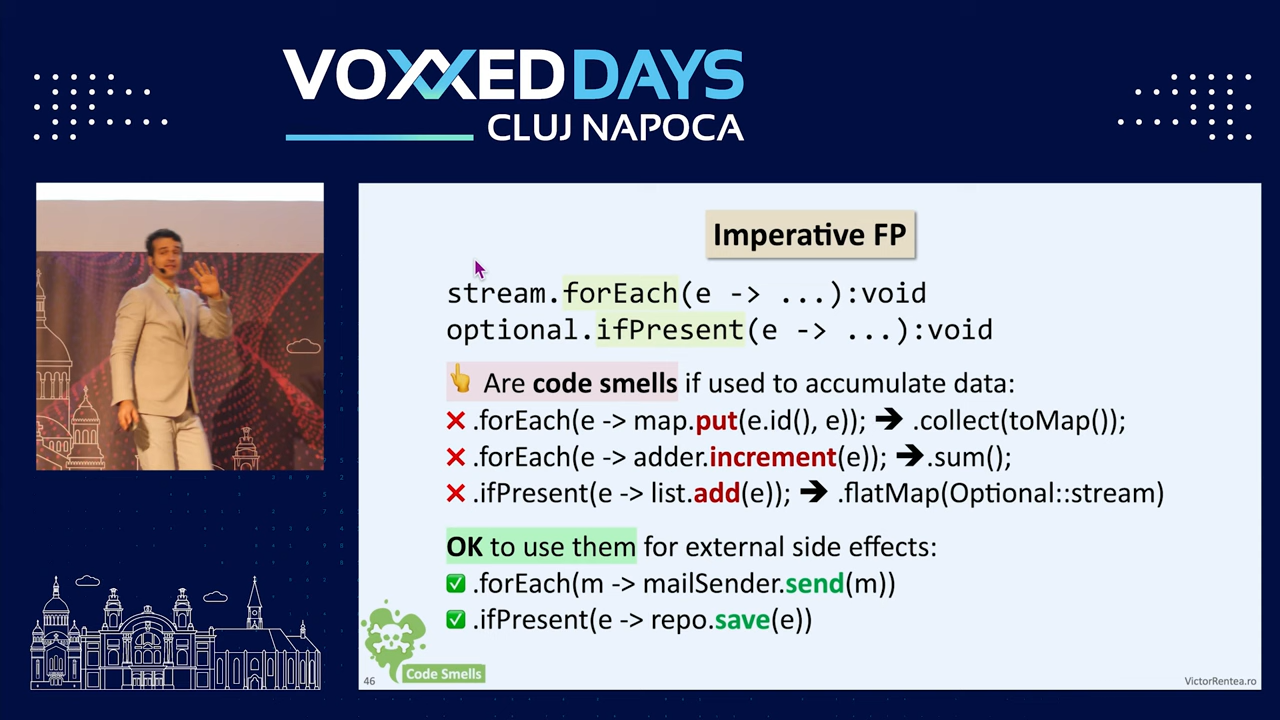 VOXXED DAYS
CLUJ NAPOCA
Imperative FP
stream.forEach(e -> ...):void
optional.ifPresent(e -> ...):void
👆 Are code smells if used to accumulate data:
❌ .forEach(e -> map.put(e.id(), e)); ➔ .collect(toMap());
❌ .forEach(e -> adder.increment(e)); ➔.sum();
❌ .ifPresent(e -> list.add(e)); ➔ .flatMap(Optional::stream)
OK to use them for external side effects:
✅ .forEach(m -> mailSender.send(m))
✅ .ifPresent(e -> repo.save(e))
Code Smells
46
VictorRentea.ro